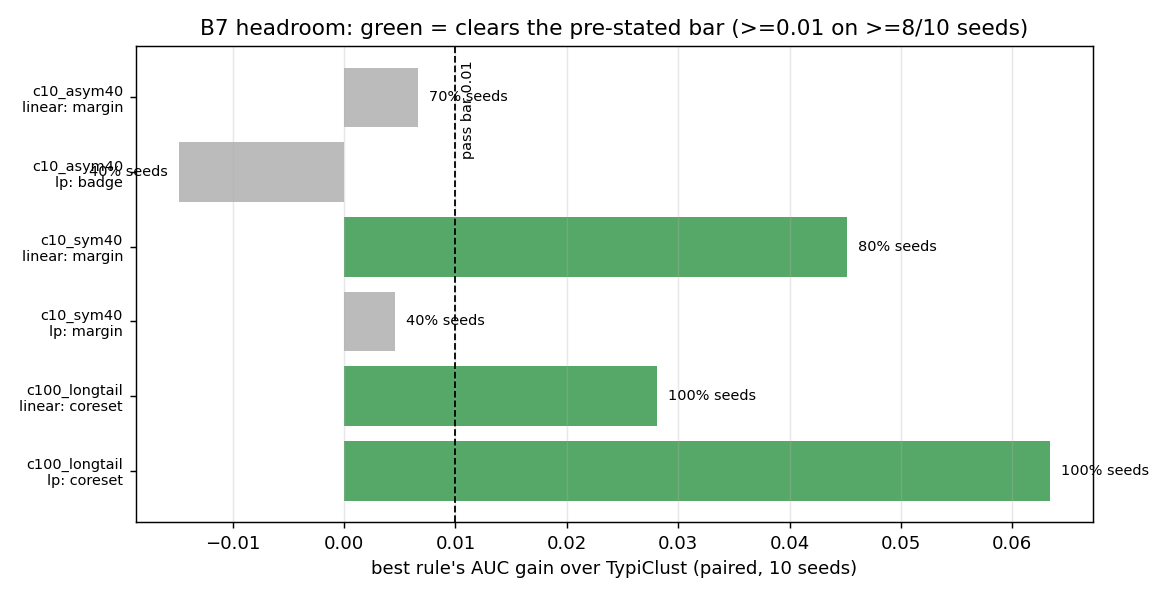 B7 headroom: green = clears the pre-stated bar (>=0.01 on >=8/10 seeds)
c10_asym40
linear: margin
70% seeds
pass bar 0.01
c10_asym40
lp: badge
40% seeds
c10_sym40
linear: margin
80% seeds
c10_sym40
lp: margin
40% seeds
c100_longtail
linear: coreset
100% seeds
c100_longtail
lp: coreset
100% seeds
−0.01 0.00 0.01 0.02 0.03 0.04 0.05 0.06
best rule's AUC gain over TypiClust (paired, 10 seeds)